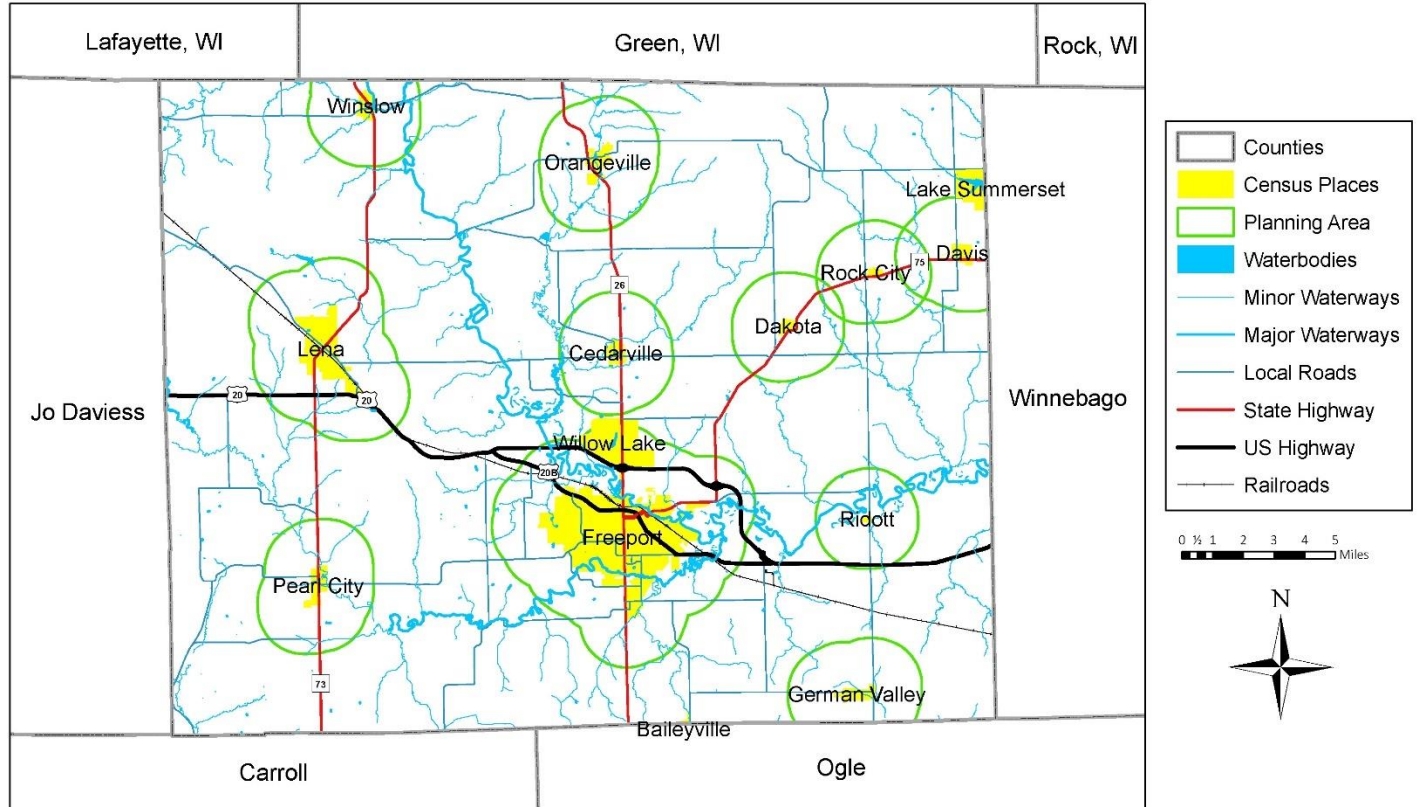 Lafayette, WI
Green, WI
Rock, WI
Winslow
Orangeville
Lake Summerset
Davis
75
Rock City
26
Dakota
Lena
Cedarville
20
20
Jo Daviess
Winnebago
Willow Lake
20B
Freeport
Ridott
Pearl City
73
German Valley
Baileyville
Carroll
Ogle
Counties
Census Places
Planning Area
Waterbodies
Minor Waterways
Major Waterways
Local Roads
State Highway
US Highway
Railroads
0 ½ 1 2 3 4 5
Miles
N